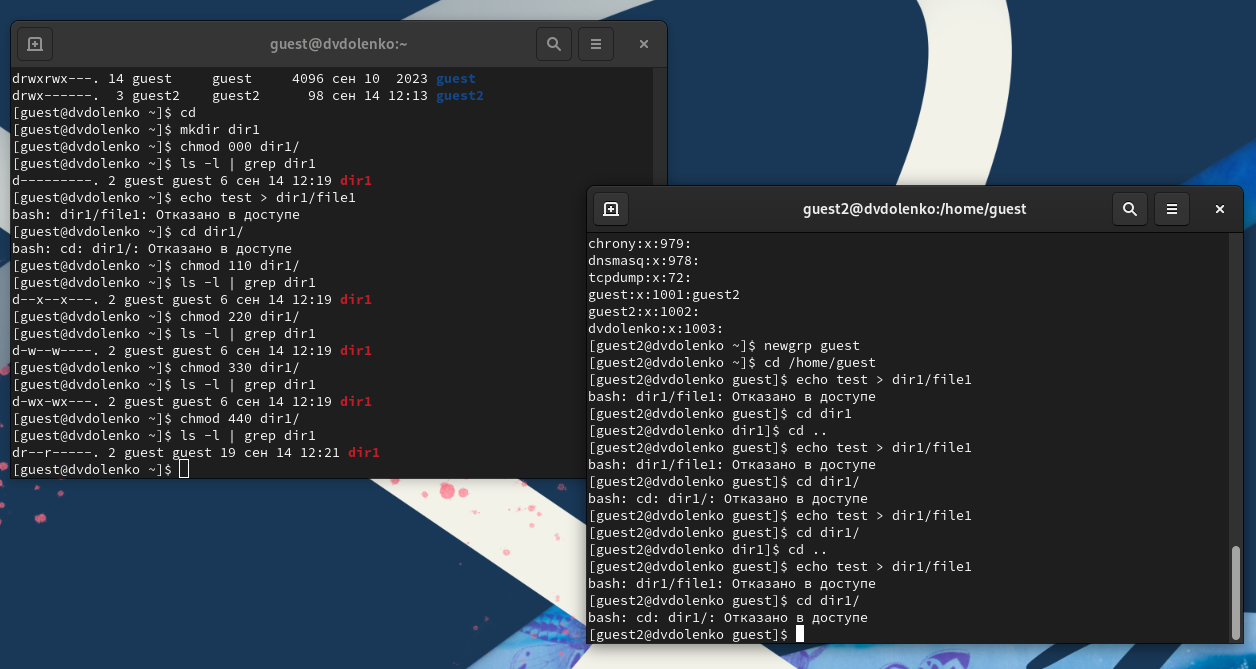 guest@dvdolenko:~
drwxrwx---. 14 guest     guest     4096 сен 10  2023 guest
drwx------.  3 guest2    guest2      98 сен 14 12:13 guest2
[guest@dvdolenko ~]$ cd
[guest@dvdolenko ~]$ mkdir dir1
[guest@dvdolenko ~]$ chmod 000 dir1/
[guest@dvdolenko ~]$ ls -l | grep dir1
d---------. 2 guest guest 6 сен 14 12:19 dir1
[guest@dvdolenko ~]$ echo test > dir1/file1
bash: dir1/file1: Отказано в доступе
[guest@dvdolenko ~]$ cd dir1/
bash: cd: dir1/: Отказано в доступе
[guest@dvdolenko ~]$ chmod 110 dir1/
[guest@dvdolenko ~]$ ls -l | grep dir1
d--x--x---. 2 guest guest 6 сен 14 12:19 dir1
[guest@dvdolenko ~]$ chmod 220 dir1/
[guest@dvdolenko ~]$ ls -l | grep dir1
d-w--w----. 2 guest guest 6 сен 14 12:19 dir1
[guest@dvdolenko ~]$ chmod 330 dir1/
[guest@dvdolenko ~]$ ls -l | grep dir1
d-wx-wx---. 2 guest guest 6 сен 14 12:19 dir1
[guest@dvdolenko ~]$ chmod 440 dir1/
[guest@dvdolenko ~]$ ls -l | grep dir1
dr--r-----. 2 guest guest 19 сен 14 12:21 dir1
[guest@dvdolenko ~]$
guest2@dvdolenko:/home/guest
chrony:x:979:
dnsmasq:x:978:
tcpdump:x:72:
guest:x:1001:guest2
guest2:x:1002:
dvdolenko:x:1003:
[guest2@dvdolenko ~]$ newgrp guest
[guest2@dvdolenko ~]$ cd /home/guest
[guest2@dvdolenko guest]$ echo test > dir1/file1
bash: dir1/file1: Отказано в доступе
[guest2@dvdolenko guest]$ cd dir1
[guest2@dvdolenko dir1]$ cd ..
[guest2@dvdolenko guest]$ echo test > dir1/file1
bash: dir1/file1: Отказано в доступе
[guest2@dvdolenko guest]$ cd dir1/
bash: cd: dir1/: Отказано в доступе
[guest2@dvdolenko guest]$ echo test > dir1/file1
[guest2@dvdolenko guest]$ cd dir1/
[guest2@dvdolenko dir1]$ cd ..
[guest2@dvdolenko guest]$ echo test > dir1/file1
bash: dir1/file1: Отказано в доступе
[guest2@dvdolenko guest]$ cd dir1/
bash: cd: dir1/: Отказано в доступе
[guest2@dvdolenko guest]$